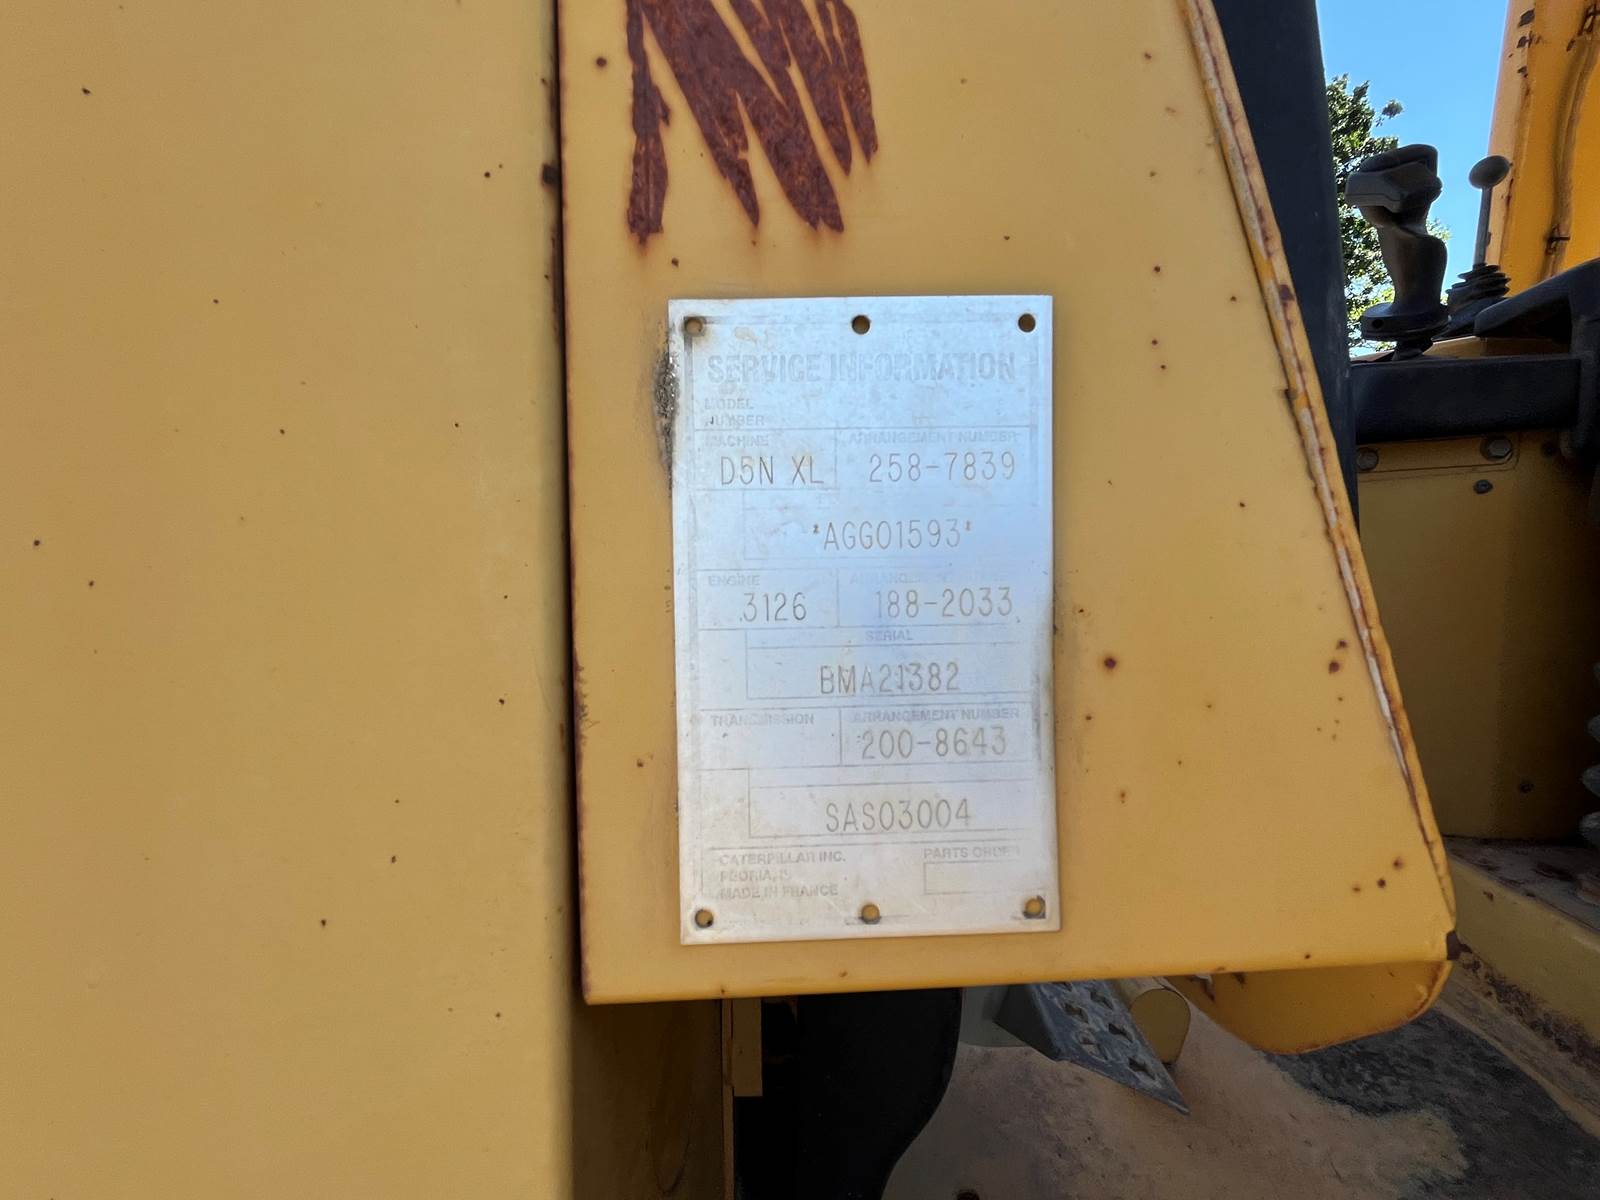 SERVICE INFORMATION
MODEL
NUMBER
MACHINE ARRANGEMENT NUMBER
D5N XL 258-7839
*AGG01593*
ENGINE ARRANGEMENT
3126 188-2033
SERIAL
BMA21382
TRANSMISSION ARRANGEMENT NUMBER
200-8643
SAS03004
CATERPILLAR INC. PARTS ORDER
PEORIA, IL
MADE IN FRANCE